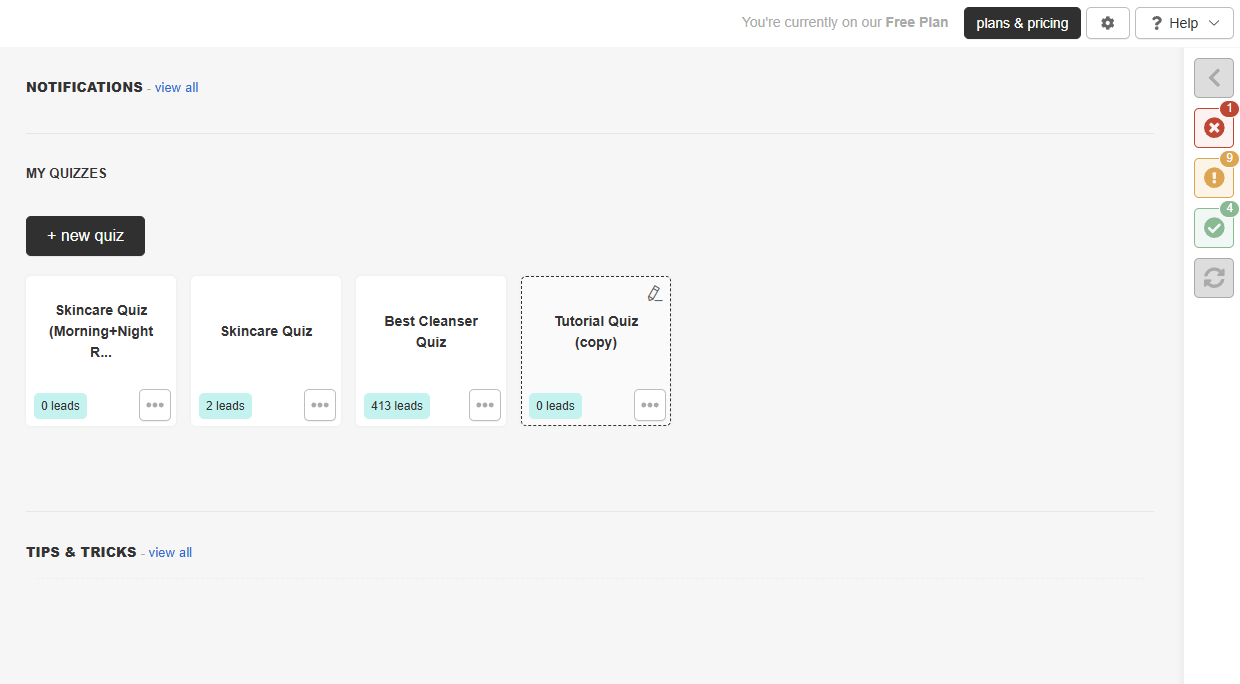 You're currently on our Free Plan
plans & pricing
? Help
NOTIFICATIONS - view all
1
9
4
MY QUIZZES
+ new quiz
Skincare Quiz
(Morning+Night
R...
0 leads
Skincare Quiz
2 leads
Best Cleanser
Quiz
413 leads
Tutorial Quiz
(copy)
0 leads
TIPS & TRICKS - view all